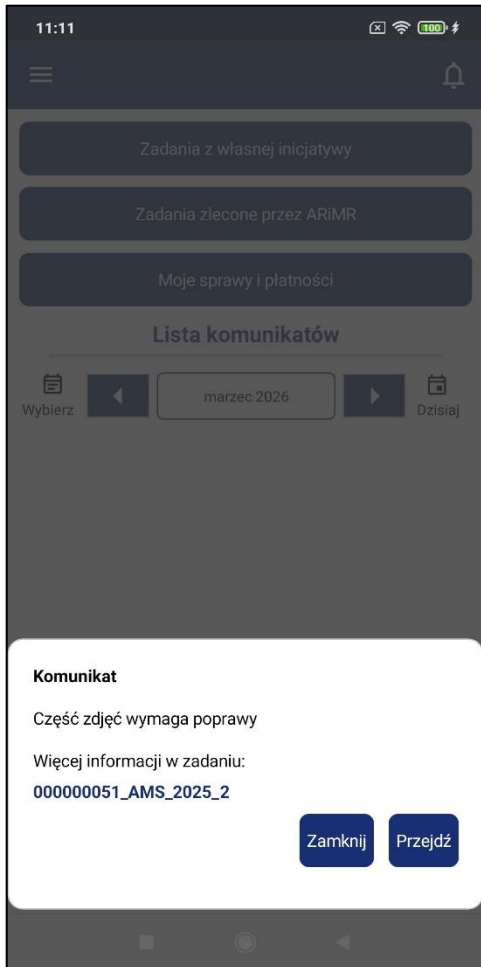 11:11
100
Zadania z własnej inicjatywy
Zadania zlecone przez ARiMR
Moje sprawy i płatności
Lista komunikatów
Wybierz
marzec 2026
Dzisiaj
Komunikat
Część zdjęć wymaga poprawy
Więcej informacji w zadaniu:
000000051_AMS_2025_2
Zamknij
Przejdź